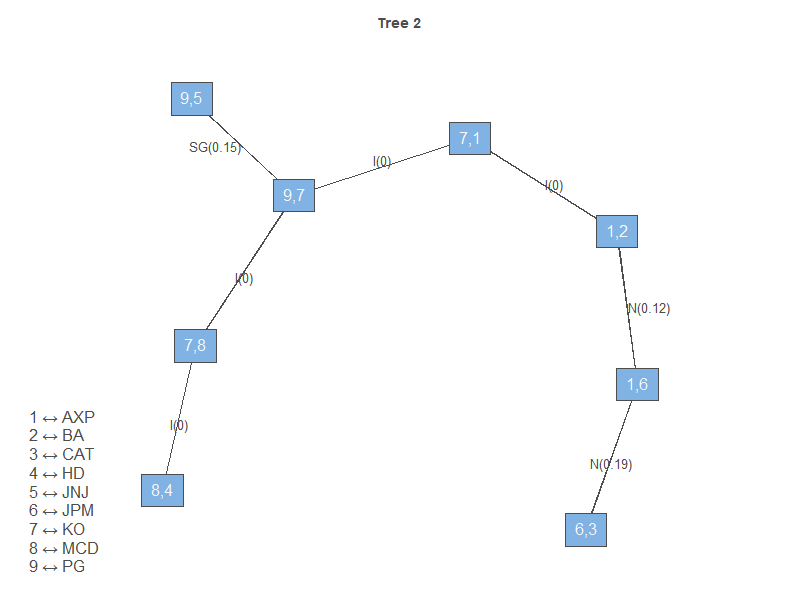 Tree 2
9,5
7,1
SG(0.15)
I(0)
9,7
I(0)
1,2
I(0)
N(0.12)
7,8
1,6
I(0)
N(0.19)
8,4
6,3
1 ↔ AXP
2 ↔ BA
3 ↔ CAT
4 ↔ HD
5 ↔ JNJ
6 ↔ JPM
7 ↔ KO
8 ↔ MCD
9 ↔ PG